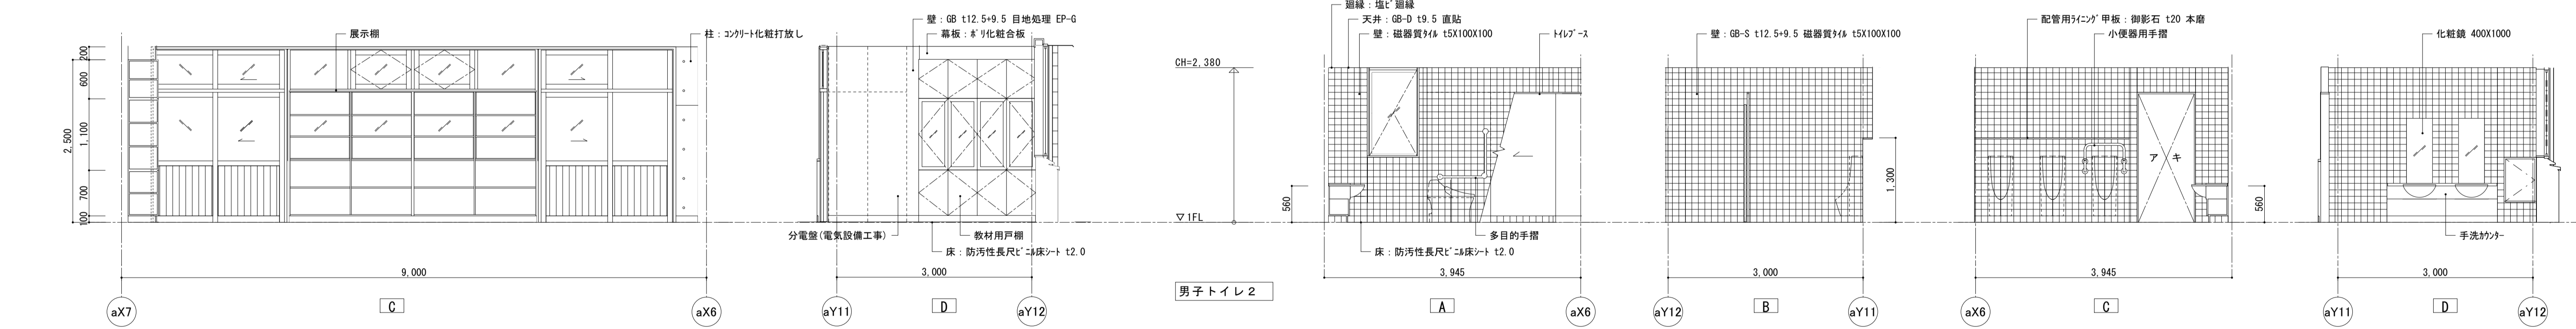 展示棚
柱：コンクリート化粧打放し
200
600
1,100
700
100
2,500
9,000
aX7
C
aX6
壁：GB t12.5+9.5 目地処理 EP-G
幕板：ﾎﾟﾘ化粧合板
分電盤(電気設備工事)
教材用戸棚
床：防汚性長尺ﾋﾞﾆﾙ床ｼｰﾄ t2.0
3,000
aY11
D
aY12
CH=2,380
▽1FL
男子トイレ２
廻縁：塩ﾋﾞ廻縁
天井：GB-D t9.5 直貼
壁：磁器質ﾀｲﾙ t5X100X100
ﾄｲﾚﾌﾞｰｽ
560
多目的手摺
床：防汚性長尺ﾋﾞﾆﾙ床ｼｰﾄ t2.0
3,945
A
aX6
壁：GB-S t12.5+9.5 磁器質ﾀｲﾙ t5X100X100
1,300
3,000
aY12
B
aY11
配管用ﾗｲﾆﾝｸﾞ甲板：御影石 t20 本磨
小便器用手摺
アキ
560
3,945
aX6
C
化粧鏡 400X1000
手洗ｶｳﾝﾀｰ
3,000
aY11
D
aY12